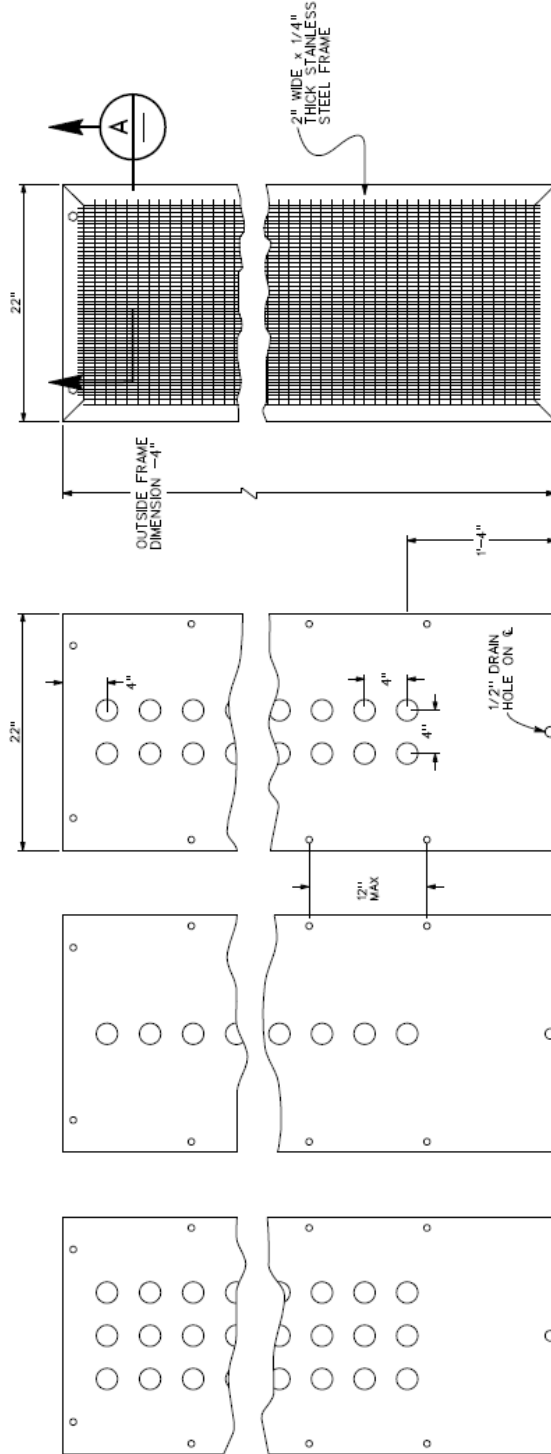 22"
A
2" WIDE x 1/4"
THICK STAINLESS
STEEL FRAME
OUTSIDE FRAME
DIMENSION -4"
22"
4"
4"
4"
1'-4"
1/2" DRAIN
HOLE ON ℄
12"
MAX